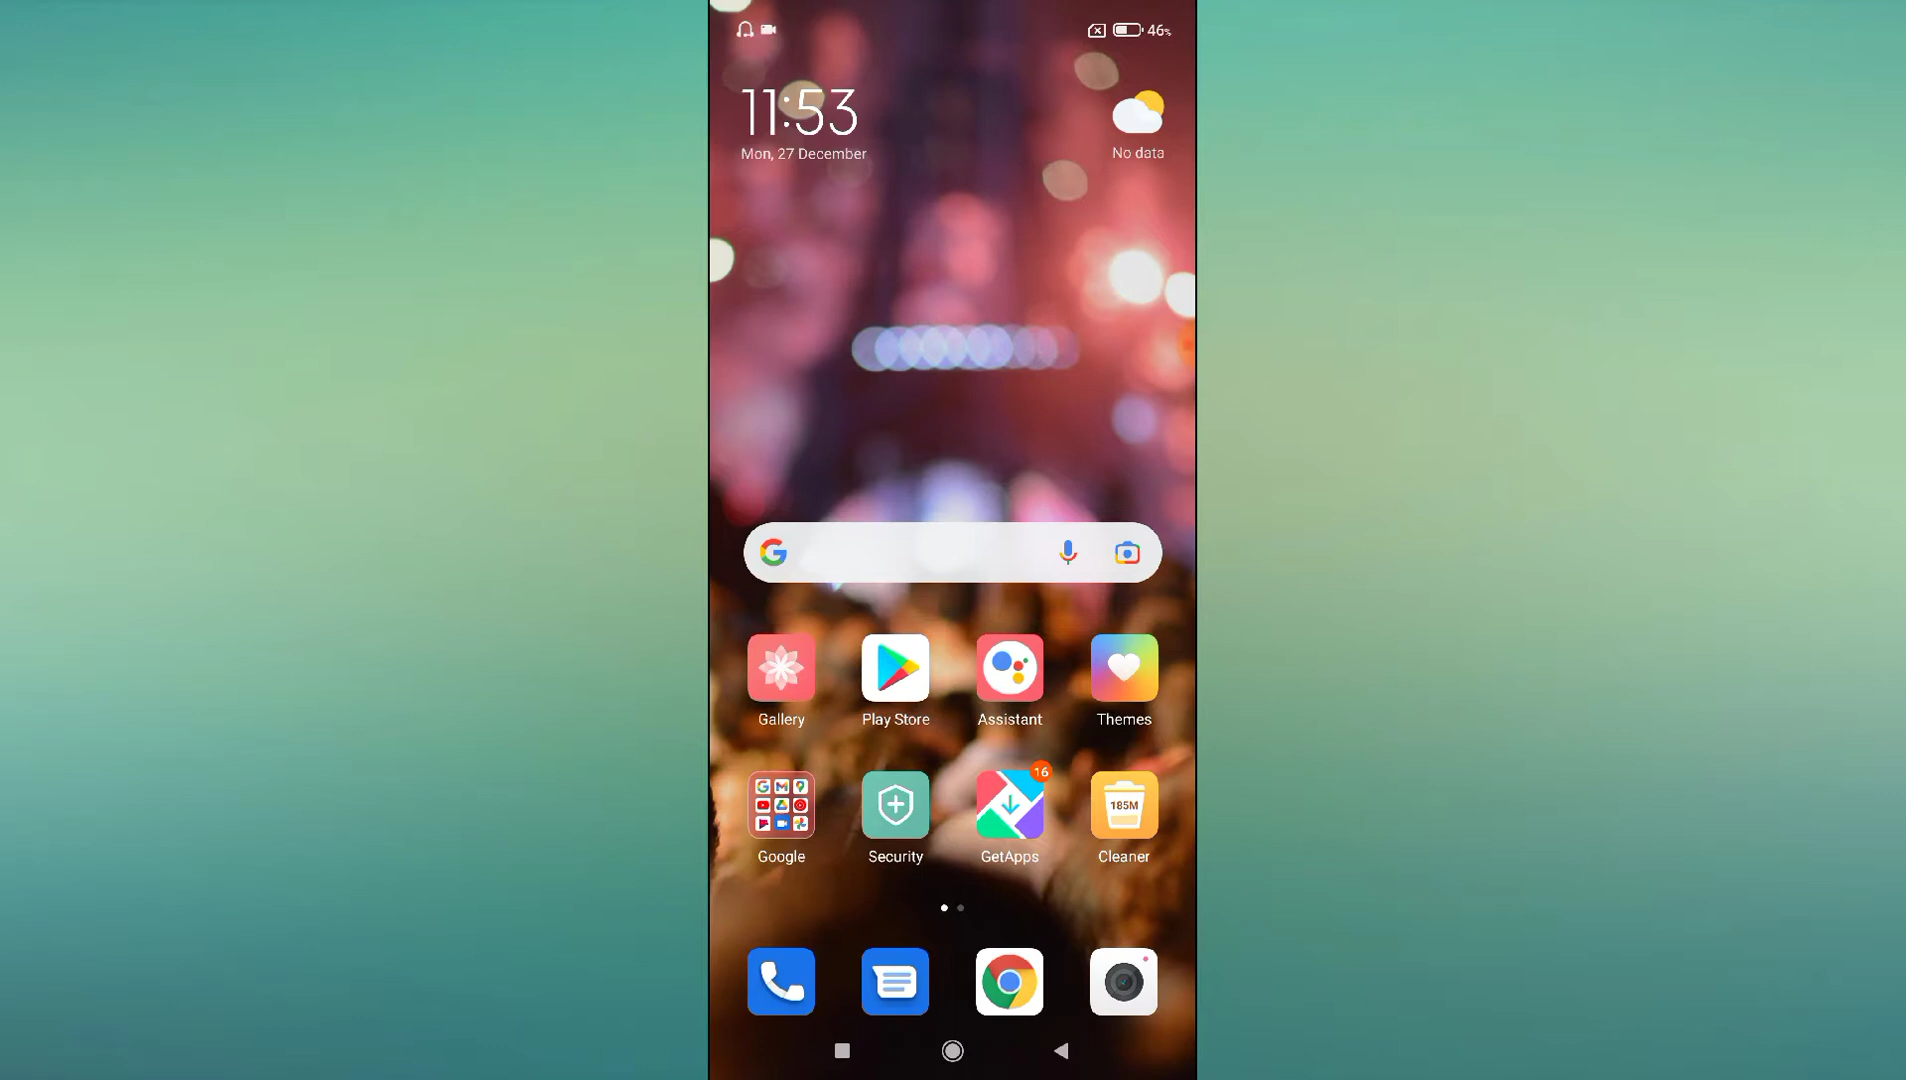 46%
11:53
Mon, 27 December
No data
Gallery
Play Store
Assistant
Themes
16
185M
Google
Security
GetApps
Cleaner